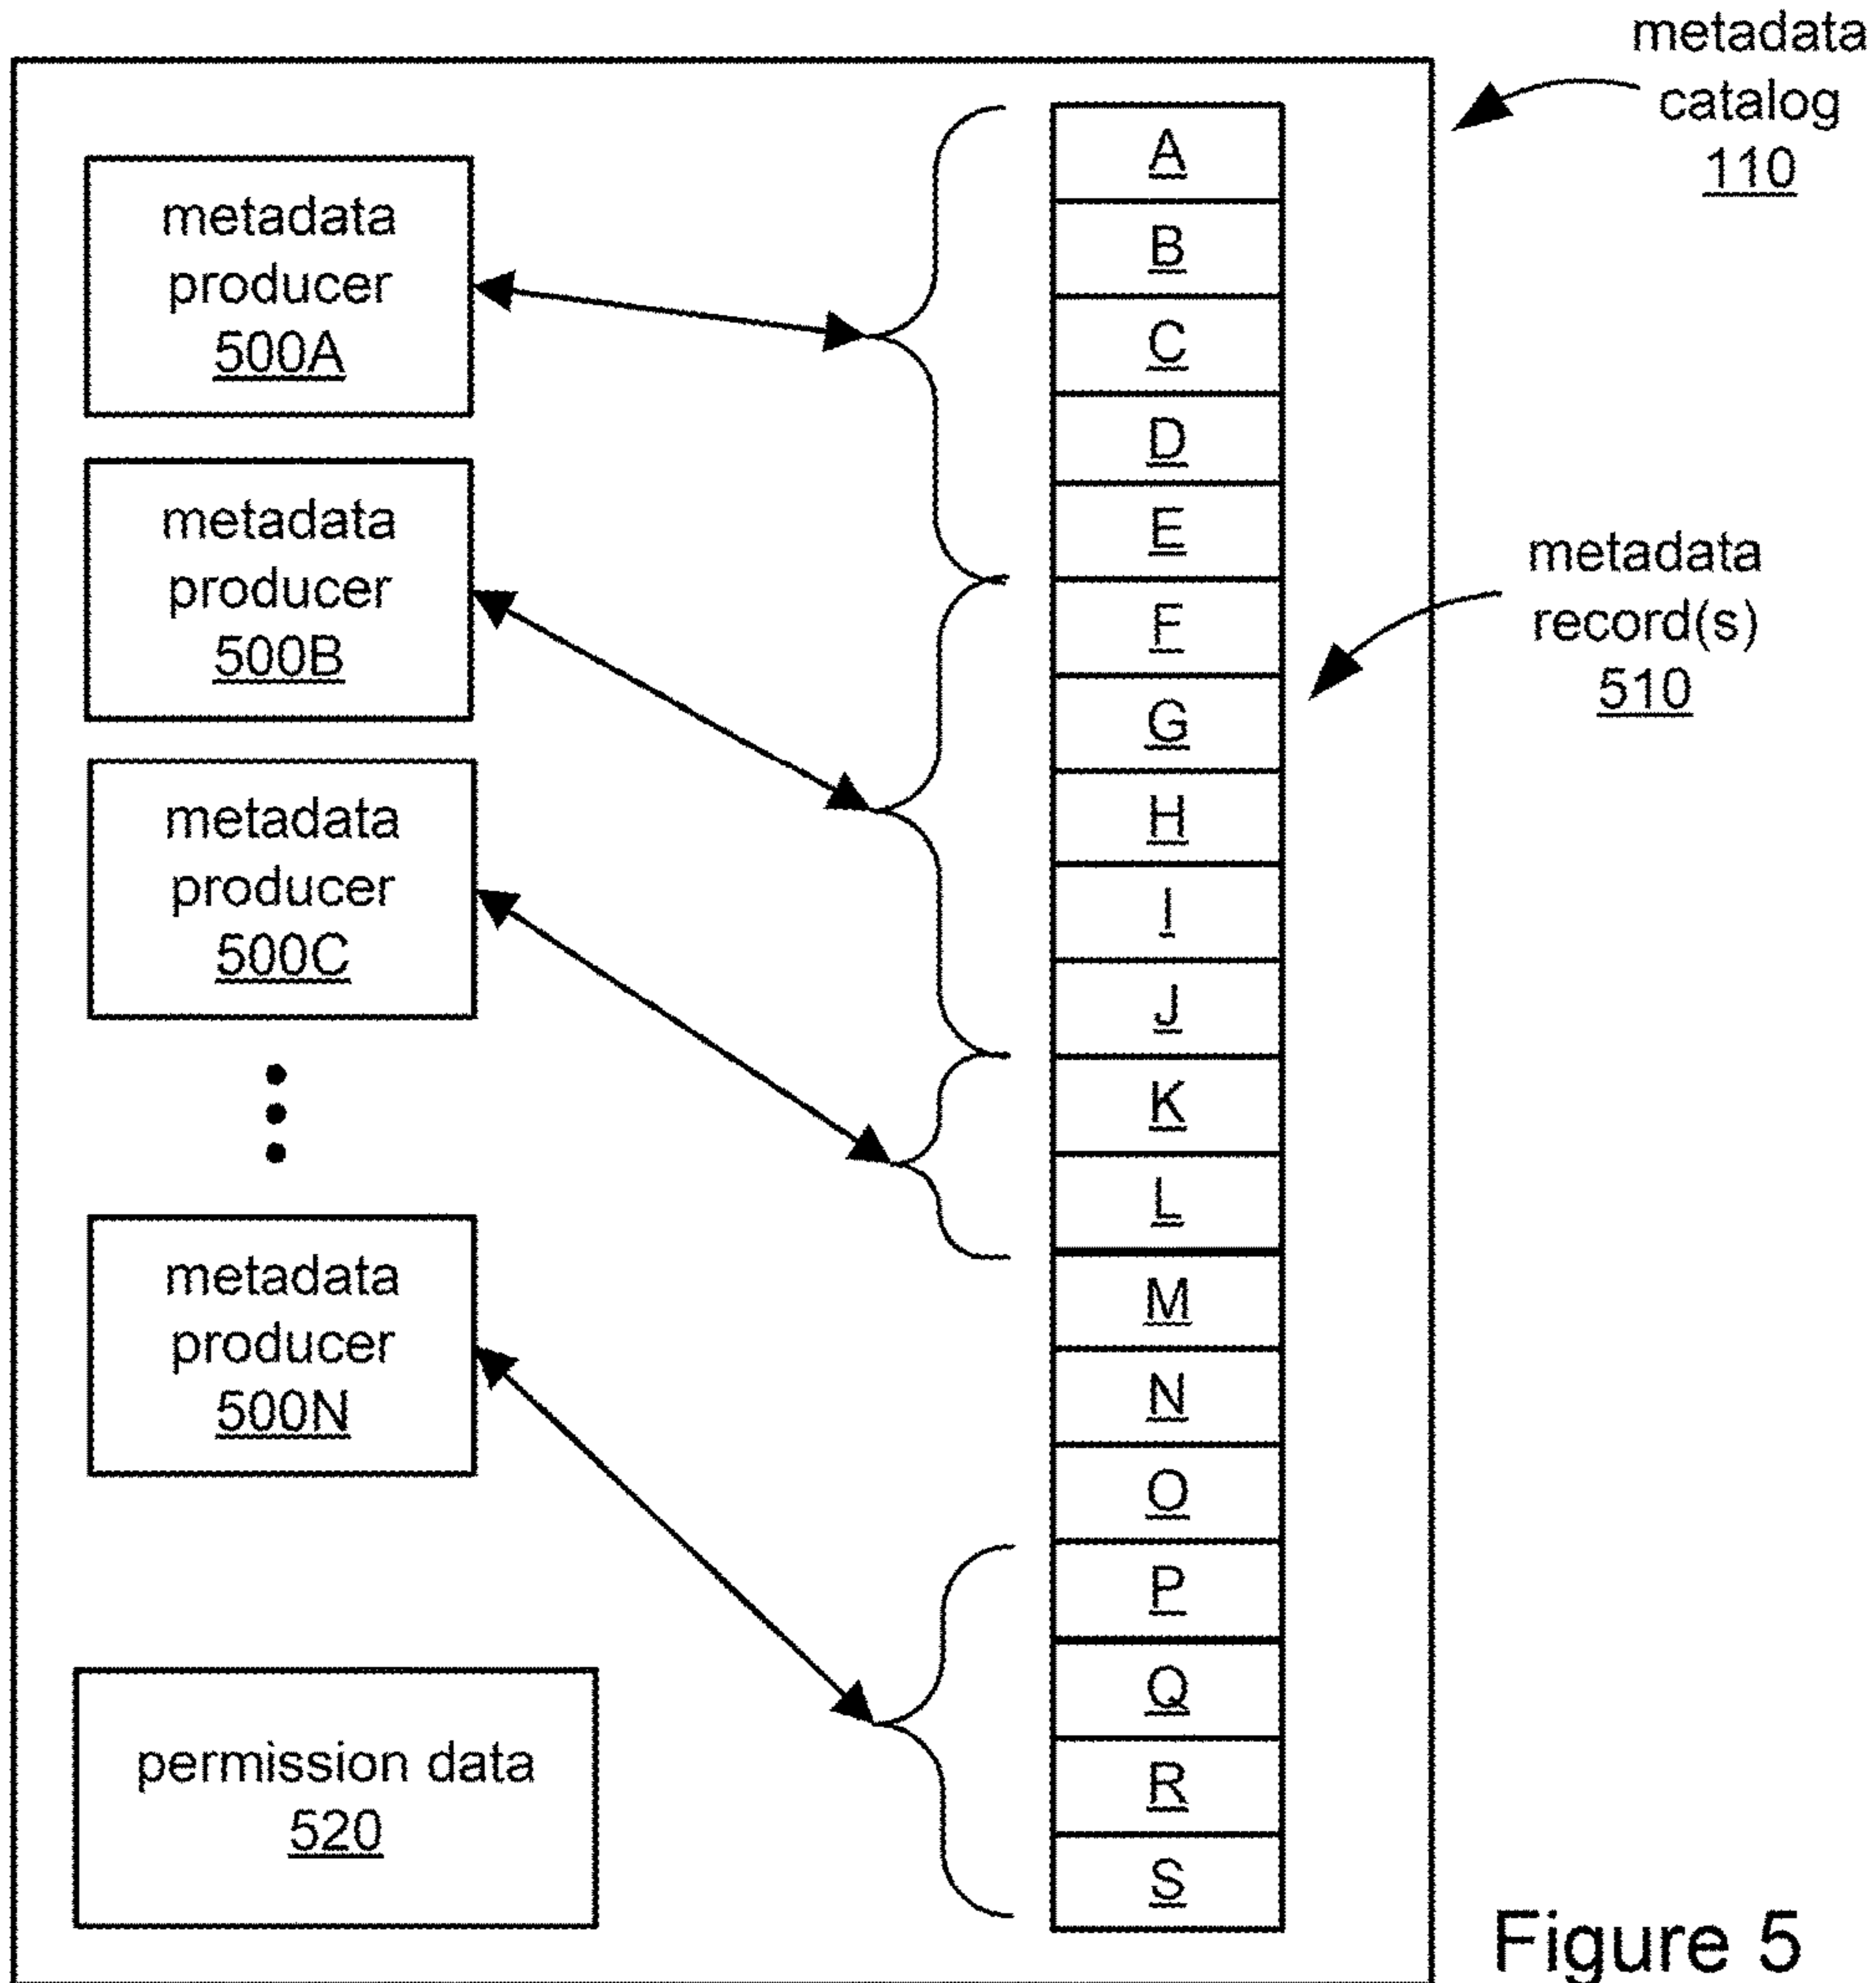 metadata
catalog
110
metadata
producer
500A
metadata
producer
500B
metadata
producer
500C
metadata
producer
500N
permission data
520
A
B
C
D
E
F
G
H
I
J
K
L
M
N
O
P
Q
R
S
metadata
record(s)
510
Figure 5